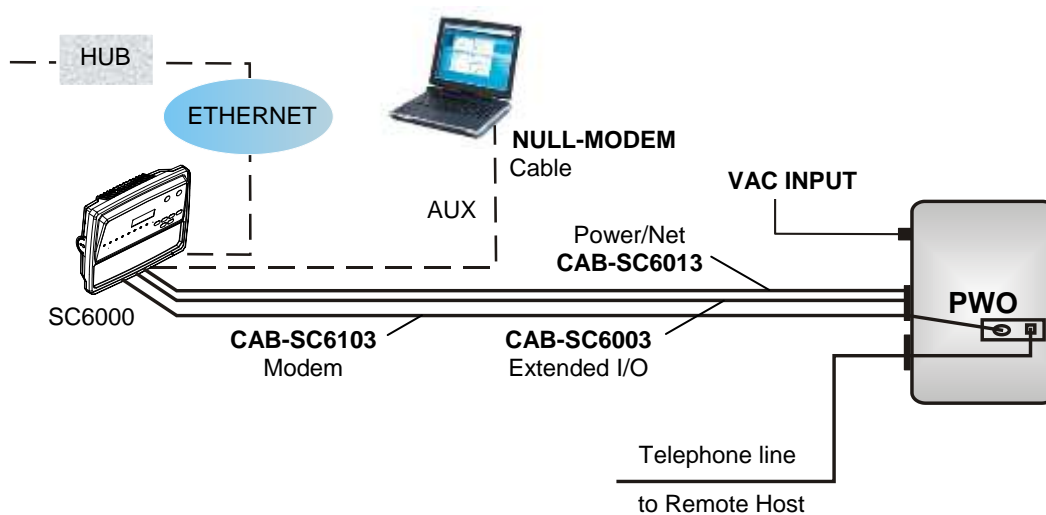 HUB
ETHERNET
NULL-MODEM
Cable
VAC INPUT
AUX
Power/Net
CAB-SC6013
SC6000
PWO
CAB-SC6103
Modem
CAB-SC6003
Extended I/O
Telephone line
to Remote Host